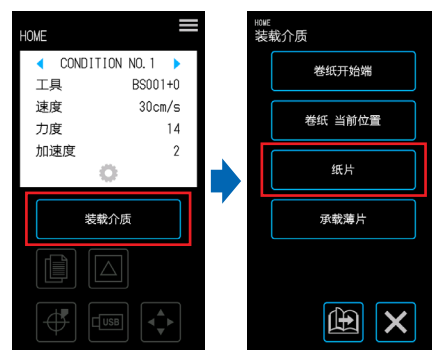 HOME
CONDITION NO.1
工具 BS001+0
速度 30cm/s
力度 14
加速度 2
装载介质
USB
HOME
装载介质
卷纸开始端
卷纸 当前位置
纸片
承载薄片